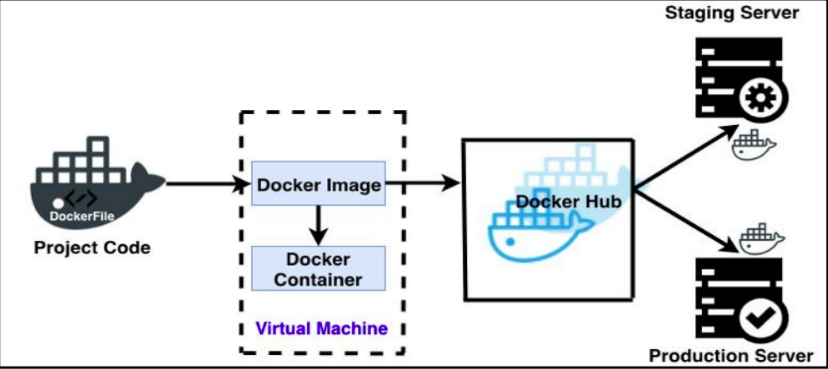 Staging Server
</>
DockerFile
Project Code
Docker Image
Docker
Container
Virtual Machine
Docker Hub
Production Server